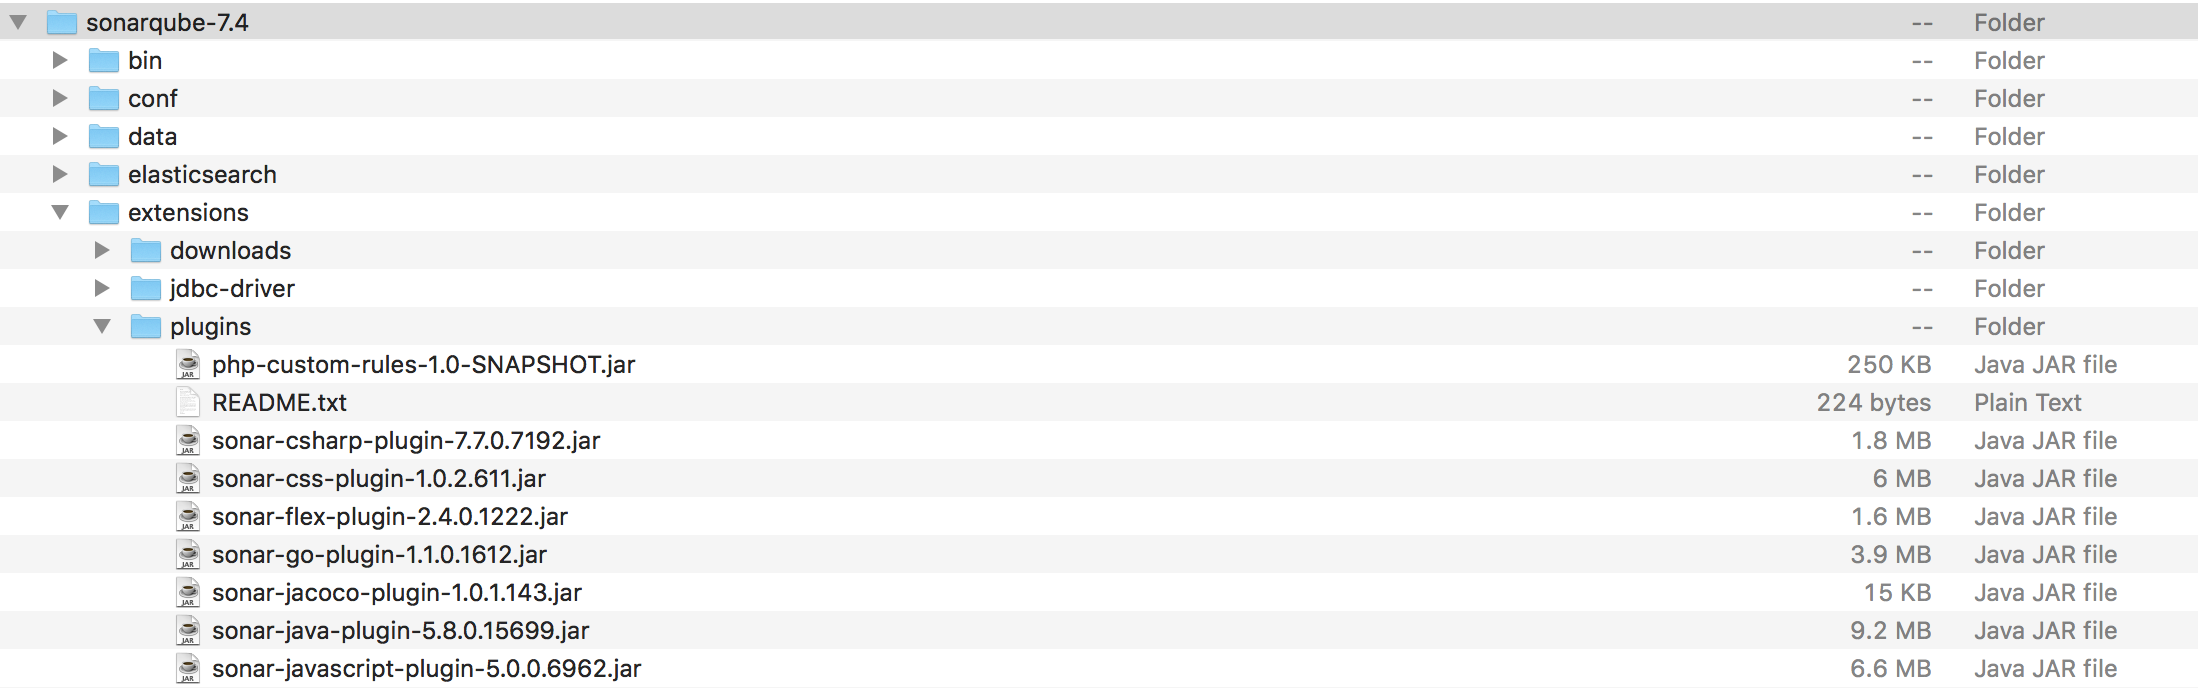 sonarqube-7.4 -- Folder
bin -- Folder
conf -- Folder
data -- Folder
elasticsearch -- Folder
extensions -- Folder
downloads -- Folder
jdbc-driver -- Folder
plugins -- Folder
php-custom-rules-1.0-SNAPSHOT.jar 250 KB Java JAR file
README.txt 224 bytes Plain Text
sonar-csharp-plugin-7.7.0.7192.jar 1.8 MB Java JAR file
sonar-css-plugin-1.0.2.611.jar 6 MB Java JAR file
sonar-flex-plugin-2.4.0.1222.jar 1.6 MB Java JAR file
sonar-go-plugin-1.1.0.1612.jar 3.9 MB Java JAR file
sonar-jacoco-plugin-1.0.1.143.jar 15 KB Java JAR file
sonar-java-plugin-5.8.0.15699.jar 9.2 MB Java JAR file
sonar-javascript-plugin-5.0.0.6962.jar 6.6 MB Java JAR file